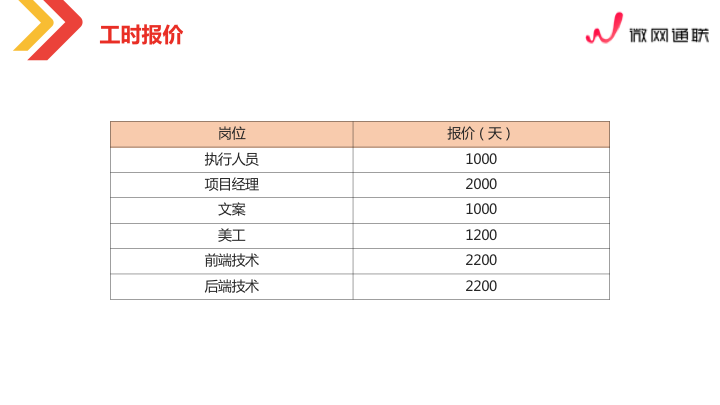 工时报价
微网通联
岗位 报价（天）
执行人员 1000
项目经理 2000
文案 1000
美工 1200
前端技术 2200
后端技术 2200